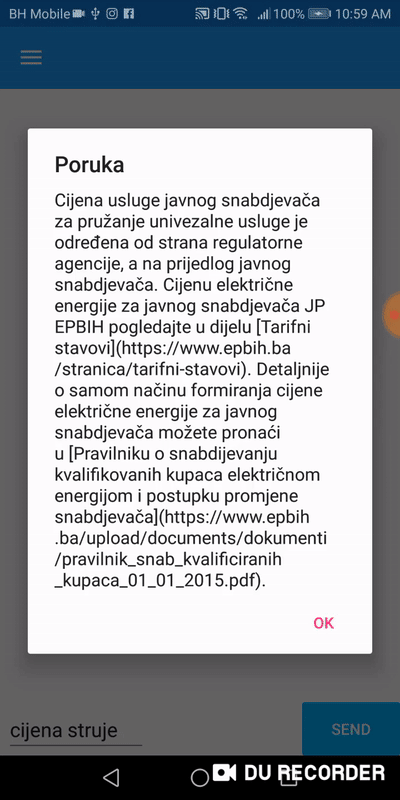 BH Mobile 100% 10:59 AM
Poruka
Cijena usluge javnog snabdjevača
za pružanje univezalne usluge je
određena od strana regulatorne
agencije, a na prijedlog javnog
snabdjevača. Cijenu električne
energije za javnog snabdjevača JP
EPBIH pogledajte u dijelu [Tarifni
stavovi](https://www.epbih.ba
/stranica/tarifni-stavovi). Detaljnije
o samom načinu formiranja cijene
električne energije za javnog
snabdjevača možete pronaći
u [Pravilniku o snabdijevanju
kvalifikovanih kupaca električnom
energijom i postupku promjene
snabdjevača](https://www.epbih
.ba/upload/documents/dokumenti
/pravilnik_snab_kvalificiranih
_kupaca_01_01_2015.pdf).
OK
cijena struje SEND
DU RECORDER